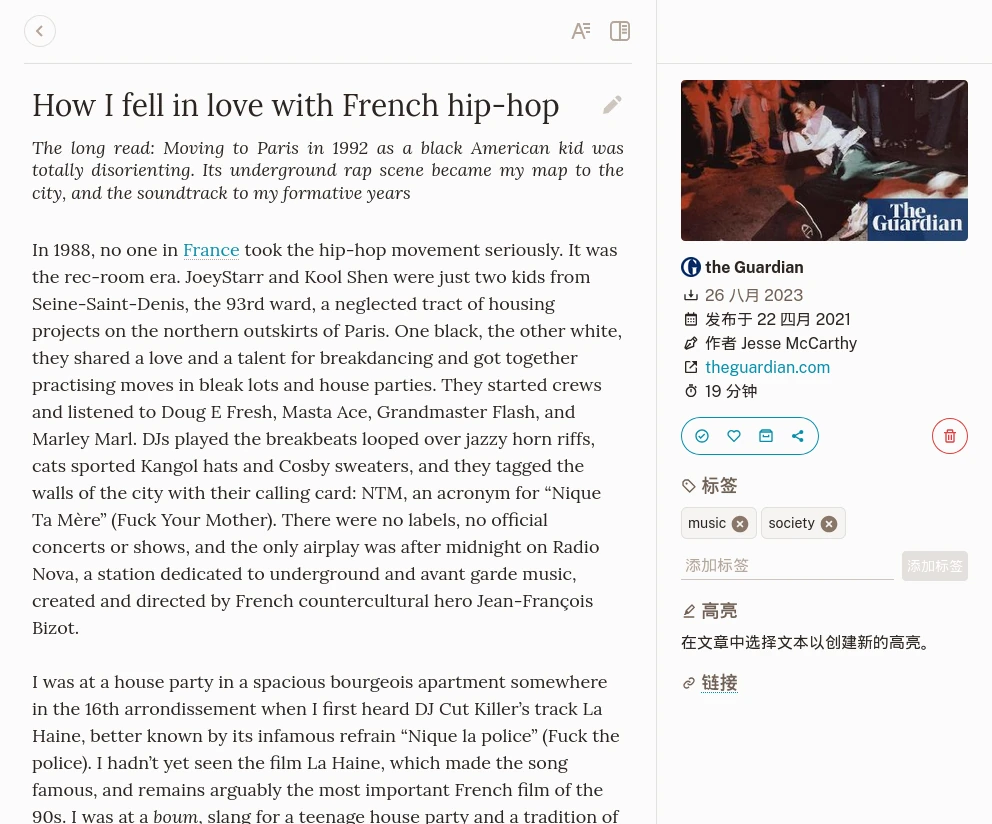 How I fell in love with French hip-hop
The long read: Moving to Paris in 1992 as a black American kid was
totally disorienting. Its underground rap scene became my map to the
city, and the soundtrack to my formative years
In 1988, no one in France took the hip-hop movement seriously. It was
the rec-room era. JoeyStarr and Kool Shen were just two kids from
Seine-Saint-Denis, the 93rd ward, a neglected tract of housing
projects on the northern outskirts of Paris. One black, the other white,
they shared a love and a talent for breakdancing and got together
practising moves in bleak lots and house parties. They started crews
and listened to Doug E Fresh, Masta Ace, Grandmaster Flash, and
Marley Marl. DJs played the breakbeats looped over jazzy horn riffs,
cats sported Kangol hats and Cosby sweaters, and they tagged the
walls of the city with their calling card: NTM, an acronym for “Nique
Ta Mère” (Fuck Your Mother). There were no labels, no official
concerts or shows, and the only airplay was after midnight on Radio
Nova, a station dedicated to underground and avant garde music,
created and directed by French countercultural hero Jean-François
Bizot.
I was at a house party in a spacious bourgeois apartment somewhere
in the 16th arrondissement when I first heard DJ Cut Killer’s track La
Haine, better known by its infamous refrain “Nique la police” (Fuck the
police). I hadn’t yet seen the film La Haine, which made the song
famous, and remains arguably the most important French film of the
90s. I was at a boum, slang for a teenage house party and a tradition of
The
Guardian
the Guardian
26 八月 2023
发布于 22 四月 2021
作者 Jesse McCarthy
theguardian.com
19 分钟
标签
music
society
添加标签
添加标签
高亮
在文章中选择文本以创建新的高亮。
链接